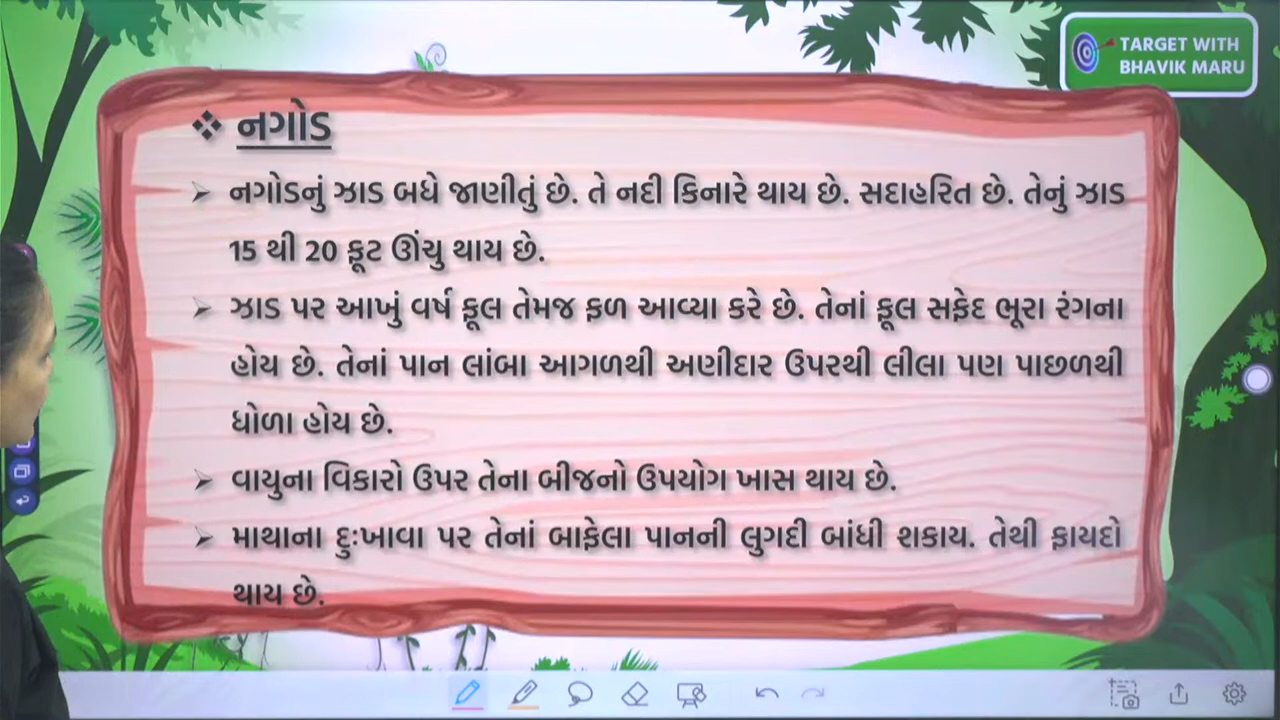 TARGET WITH
BHAVIK MARU
❖ નગોડ
➢ નગોડનું ઝાડ બધે જાણીતું છે. તે નદી કિનારે થાય છે. સદાહરિત છે. તેનું ઝાડ
15 થી 20 ફૂટ ઊંચુ થાય છે.
➢ ઝાડ પર આખું વર્ષ ફૂલ તેમજ ફળ આવ્યા કરે છે. તેનાં ફૂલ સફેદ ભૂરા રંગના
હોય છે. તેનાં પાન લાંબા આગળથી અણીદાર ઉપરથી લીલા પણ પાછળથી
ધોળા હોય છે.
➢ વાયુના વિકારો ઉપર તેના બીજનો ઉપયોગ ખાસ થાય છે.
➢ માથાના દુઃખાવા પર તેનાં બાફેલા પાનની લુગદી બાંધી શકાય. તેથી ફાયદો
થાય છે.